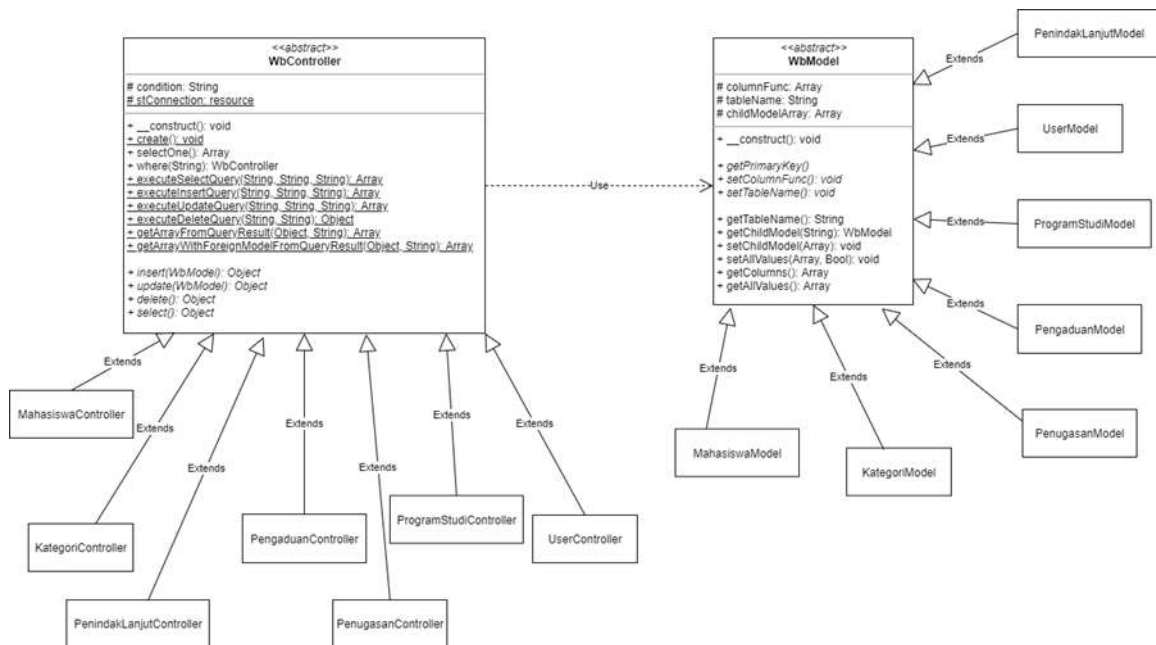 <<abstract>>
WbController
# condition: String
# stConnection: resource
+ __construct(): void
+ create(): void
+ selectOne(): Array
+ where(String): WbController
+ executeSelectQuery(String, String, String): Array
+ executeInsertQuery(String, String, String): Array
+ executeUpdateQuery(String, String, String): Array
+ executeDeleteQuery(String, String): Object
+ getArrayFromQueryResult(Object, String): Array
+ getArrayWithForeignModelFromQueryResult(Object, String): Array
+ insert(WbModel): Object
+ update(WbModel): Object
+ delete(): Object
+ select(): Object
Use
<<abstract>>
WbModel
# columnFunc: Array
# tableName: String
# childModelArray: Array
+ __construct(): void
+ getPrimaryKey()
+ setColumnFunc(): void
+ setTableName(): void
+ getTableName(): String
+ getChildModel(String): WbModel
+ setChildModel(Array): void
+ setAllValues(Array, Bool): void
+ getColumns(): Array
+ getAllValues(): Array
Extends
PenindakLanjutModel
Extends
UserModel
Extends
ProgramStudiModel
Extends
PengaduanModel
Extends
PenugasanModel
Extends
KategoriModel
Extends
MahasiswaModel
Extends
MahasiswaController
Extends
KategoriController
Extends
PenindakLanjutController
Extends
PengaduanController
Extends
PenugasanController
Extends
ProgramStudiController
Extends
UserController